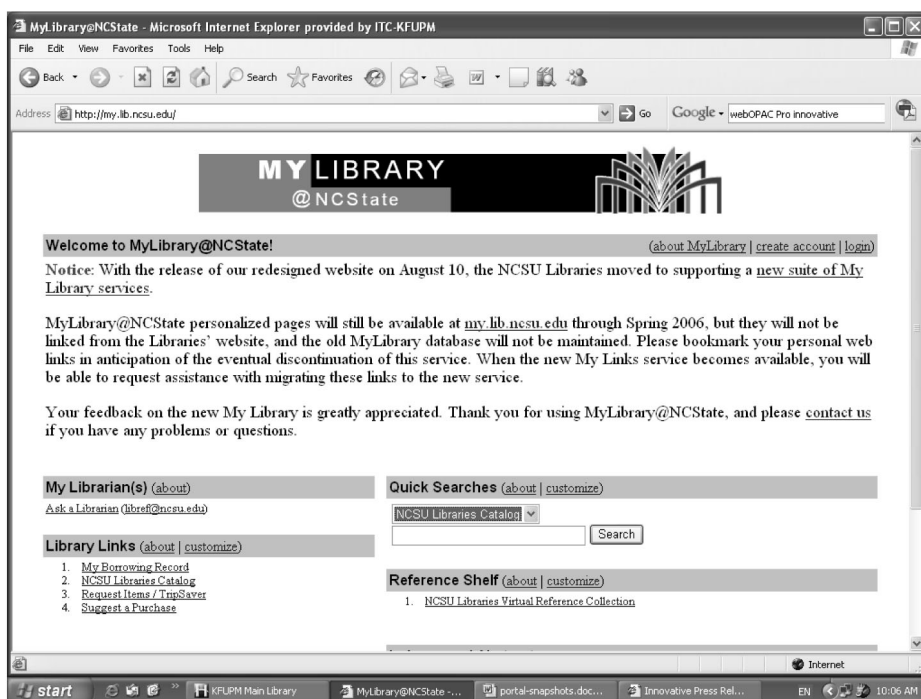 MyLibrary@NCState - Microsoft Internet Explorer provided by ITC-KFUPM
File Edit View Favorites Tools Help
Back Search Favorites
Address http://my.lib.ncsu.edu/ Go Google webOPAC Pro innovative
MY LIBRARY
@NCState
Welcome to MyLibrary@NCState! (about MyLibrary | create account | login)
Notice: With the release of our redesigned website on August 10, the NCSU Libraries moved to supporting a new suite of My
Library services.
MyLibrary@NCState personalized pages will still be available at my.lib.ncsu.edu through Spring 2006, but they will not be
linked from the Libraries' website, and the old MyLibrary database will not be maintained. Please bookmark your personal web
links in anticipation of the eventual discontinuation of this service. When the new My Links service becomes available, you will
be able to request assistance with migrating these links to the new service.
Your feedback on the new My Library is greatly appreciated. Thank you for using MyLibrary@NCState, and please contact us
if you have any problems or questions.
My Librarian(s) (about)
Ask a Librarian (libref@ncsu.edu)
Library Links (about | customize)
1. My Borrowing Record
2. NCSU Libraries Catalog
3. Request Items / TripSaver
4. Suggest a Purchase
Quick Searches (about | customize)
NCSU Libraries Catalog
Search
Reference Shelf (about | customize)
1. NCSU Libraries Virtual Reference Collection
Internet
start KFUPM Main Library MyLibrary@NCState -... portal-snapshots.doc... Innovative Press Rel... EN 10:06 AM